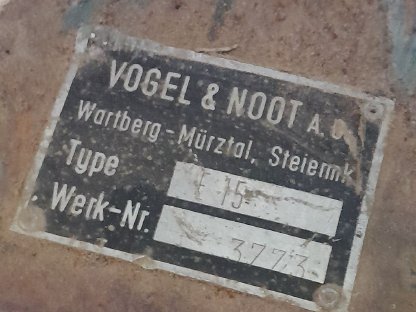 VOGEL & NOOT A.G.
Wartberg-Mürztal, Steiermk.
Type
15
Werk-Nr.
3773